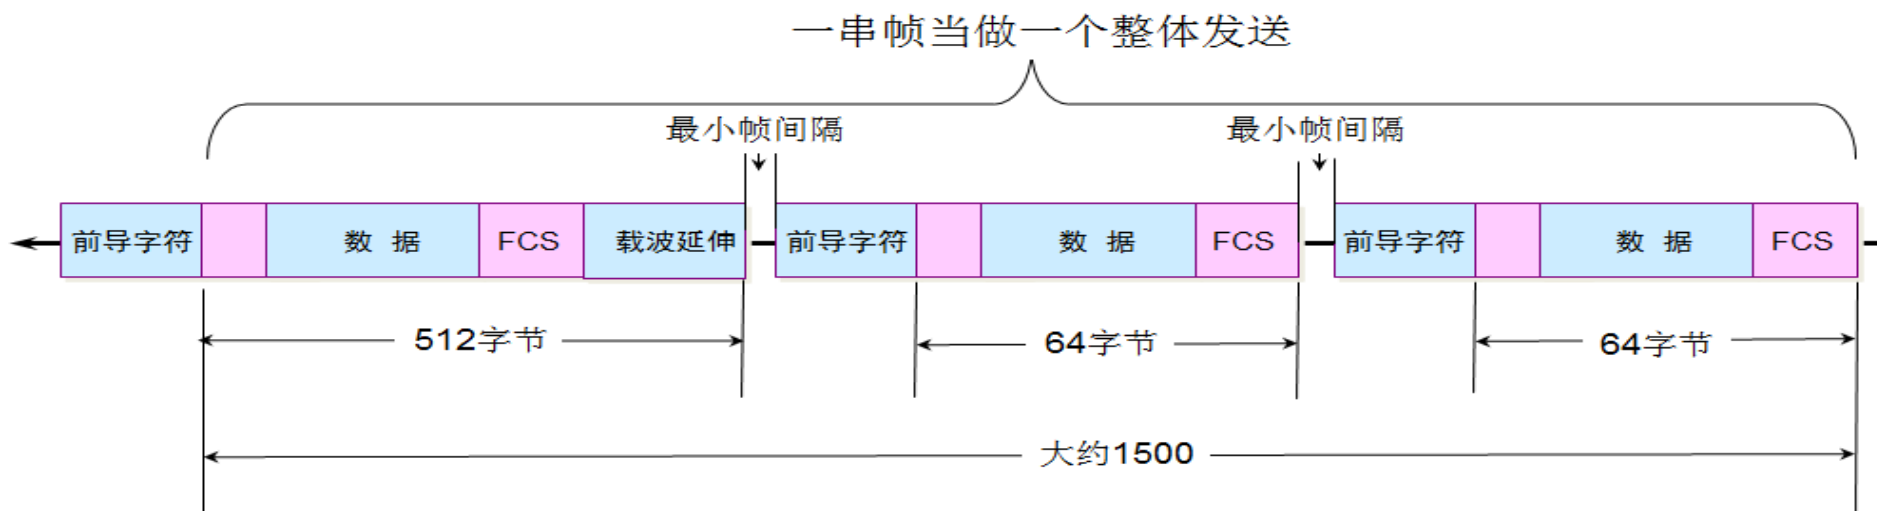 一串帧当做一个整体发送
最小帧间隔 最小帧间隔
前导字符 数 据 FCS 载波延伸 前导字符 数 据 FCS 前导字符 数 据 FCS
512字节 64字节 64字节
大约1500